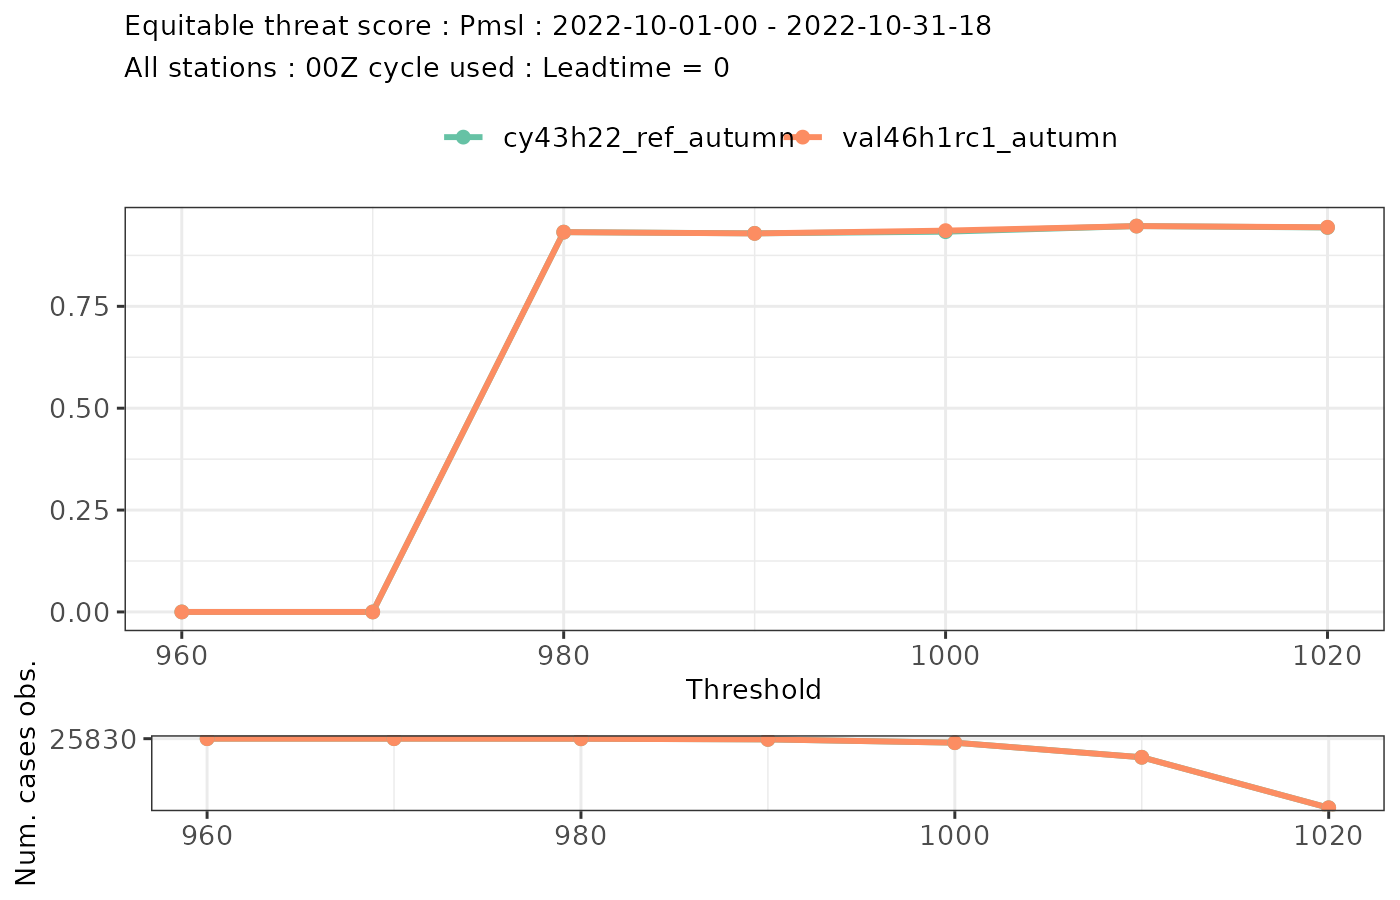 Equitable threat score : Pmsl : 2022-10-01-00 - 2022-10-31-18
All stations : 00Z cycle used : Leadtime = 0
cy43h22_ref_autumn val46h1rc1_autumn
0.75
0.50
0.25
0.00
960 980 1000 1020
Threshold
Num. cases obs.
25830
960 980 1000 1020